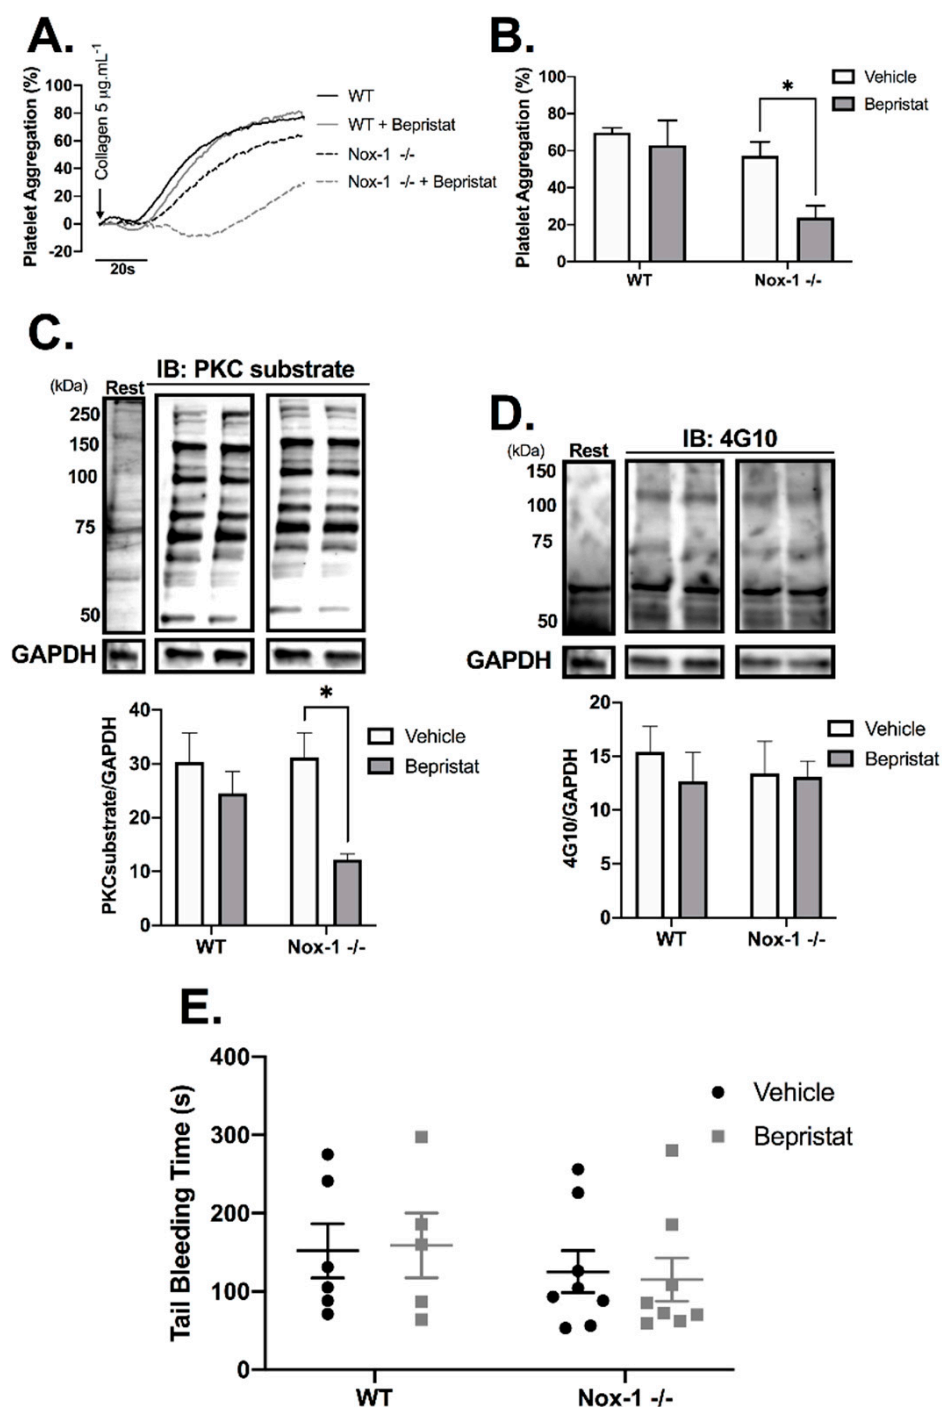 A.
Platelet Aggregation (%)
100
80
60
40
20
0
-20
Collagen 5 μg.mL-1
20s
WT
WT + Bepristat
Nox-1 -/-
Nox-1 -/- + Bepristat
B.
Platelet Aggregation (%)
100
80
60
40
20
0
*
Vehicle
Bepristat
WT
Nox-1 -/-
C.
IB: PKC substrate
(kDa)
Rest
250
150
100
75
50
GAPDH
PKCsubstrate/GAPDH
40
30
20
10
0
*
Vehicle
Bepristat
WT
Nox-1 -/-
D.
IB: 4G10
(kDa)
Rest
150
100
75
50
GAPDH
4G10/GAPDH
20
15
10
5
0
Vehicle
Bepristat
WT
Nox-1 -/-
E.
Tail Bleeding Time (s)
400
300
200
100
0
Vehicle
Bepristat
WT
Nox-1 -/-